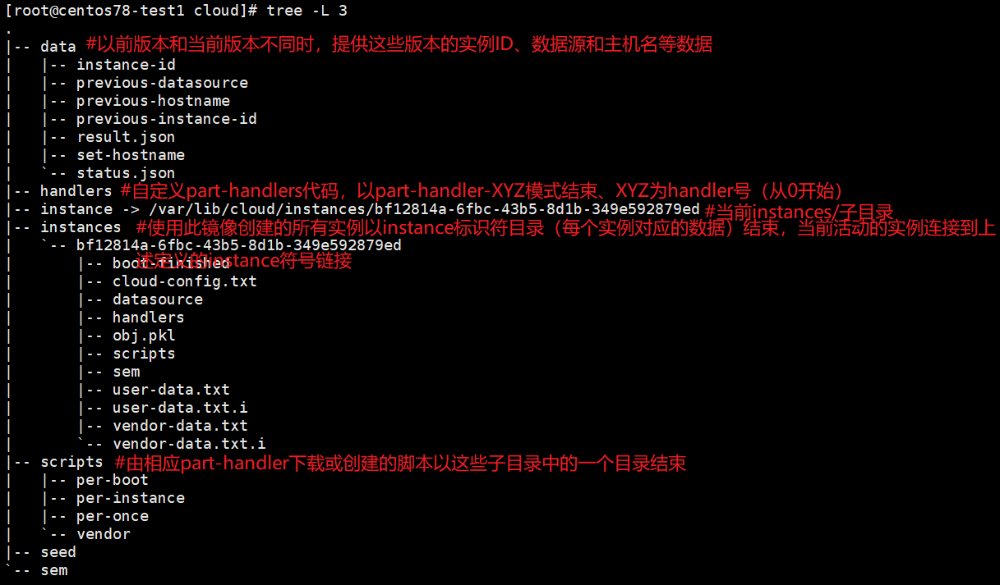 [root@centos78-test1 cloud]# tree -L 3
.
|-- data #以前版本和当前版本不同时，提供这些版本的实例ID、数据源和主机名等数据
|   |-- instance-id
|   |-- previous-datasource
|   |-- previous-hostname
|   |-- previous-instance-id
|   |-- result.json
|   |-- set-hostname
|   `-- status.json
|-- handlers #自定义part-handlers代码，以part-handler-XYZ模式结束、XYZ为handler号（从0开始）
|-- instance -> /var/lib/cloud/instances/bf12814a-6fbc-43b5-8d1b-349e592879ed #当前instances/子目录
|-- instances #使用此镜像创建的所有实例以instance标识符目录（每个实例对应的数据）结束，当前活动的实例连接到上
|   `-- bf12814a-6fbc-43b5-8d1b-349e592879ed
述定义的instance符号链接
|       |-- boot-finished
|       |-- cloud-config.txt
|       |-- datasource
|       |-- handlers
|       |-- obj.pkl
|       |-- scripts
|       |-- sem
|       |-- user-data.txt
|       |-- user-data.txt.i
|       |-- vendor-data.txt
|       `-- vendor-data.txt.i
|-- scripts #由相应part-handler下载或创建的脚本以这些子目录中的一个目录结束
|   |-- per-boot
|   |-- per-instance
|   |-- per-once
|   `-- vendor
|-- seed
`-- sem